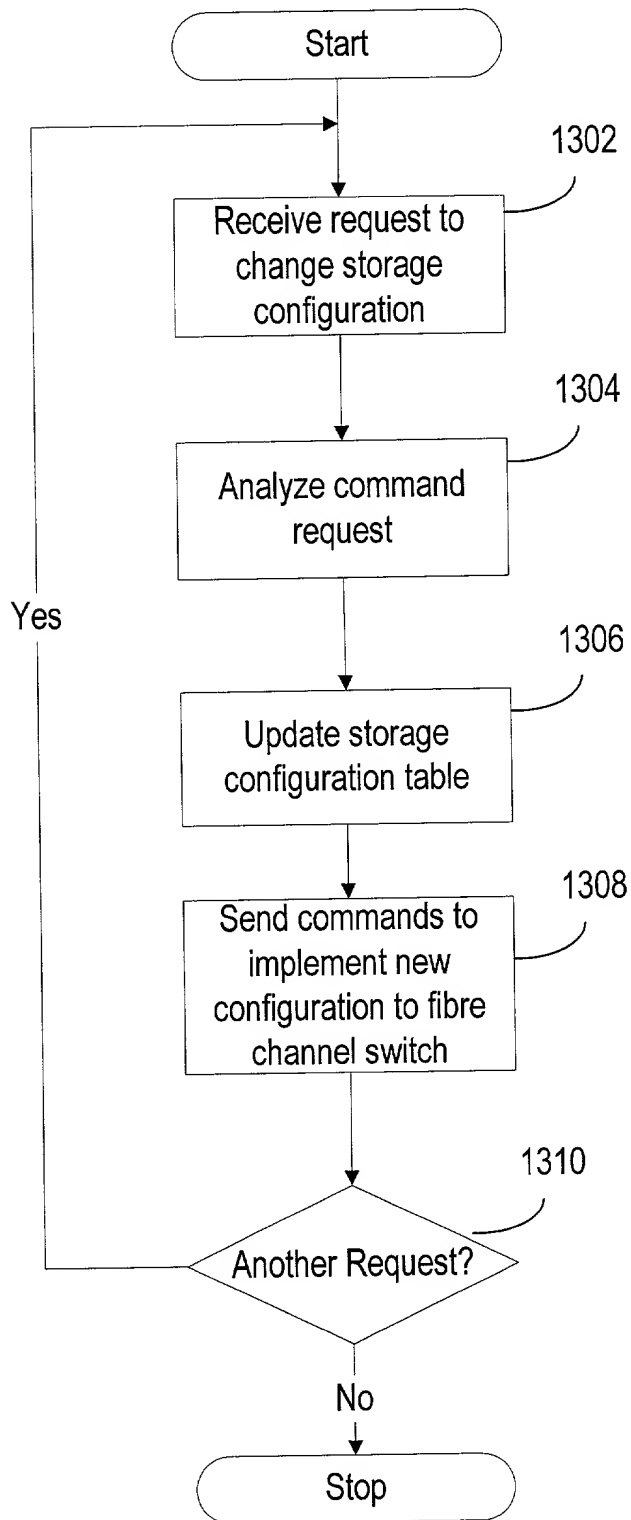 Start
1302
Receive request to
change storage
configuration
1304
Analyze command
request
Yes
1306
Update storage
configuration table
1308
Send commands to
implement new
configuration to fibre
channel switch
1310
Another Request?
No
Stop